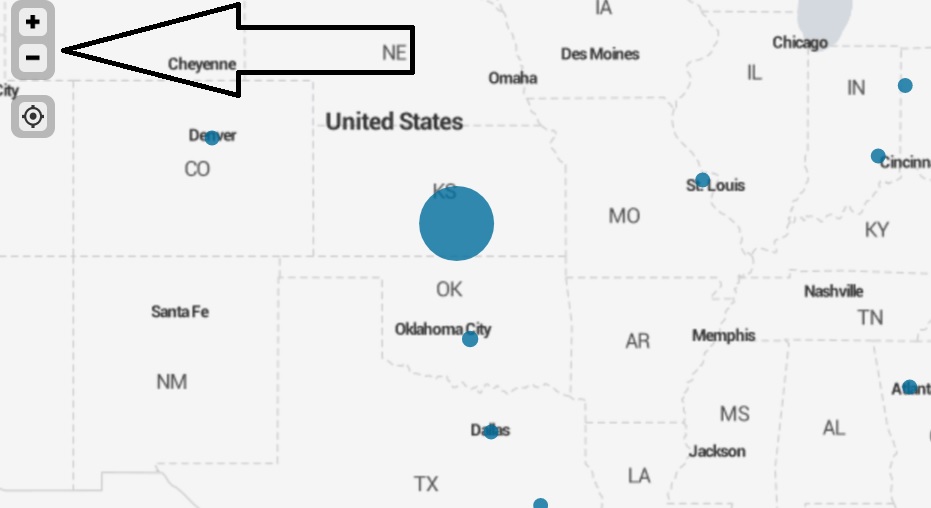 +
IA
Chicago
−
NE
Des Moines
Cheyenne
IL
Omaha
IN
City
United States
Denver
Cincinn
CO
KS
St. Louis
MO
KY
OK
Nashville
Santa Fe
TN
Oklahoma City
AR
Memphis
NM
Atlant
MS
AL
Dallas
Jackson
LA
TX